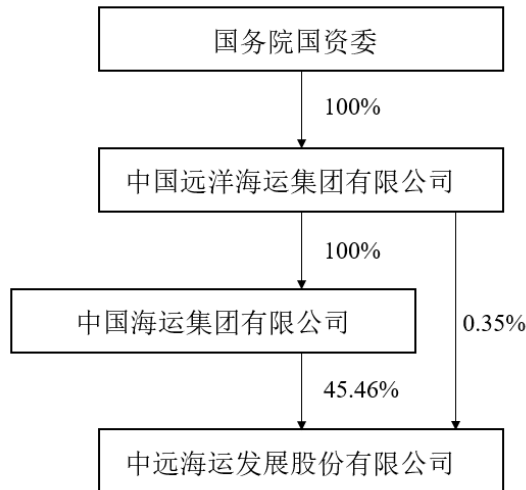 国务院国资委
100%
中国远洋海运集团有限公司
100%
中国海运集团有限公司
0.35%
45.46%
中远海运发展股份有限公司